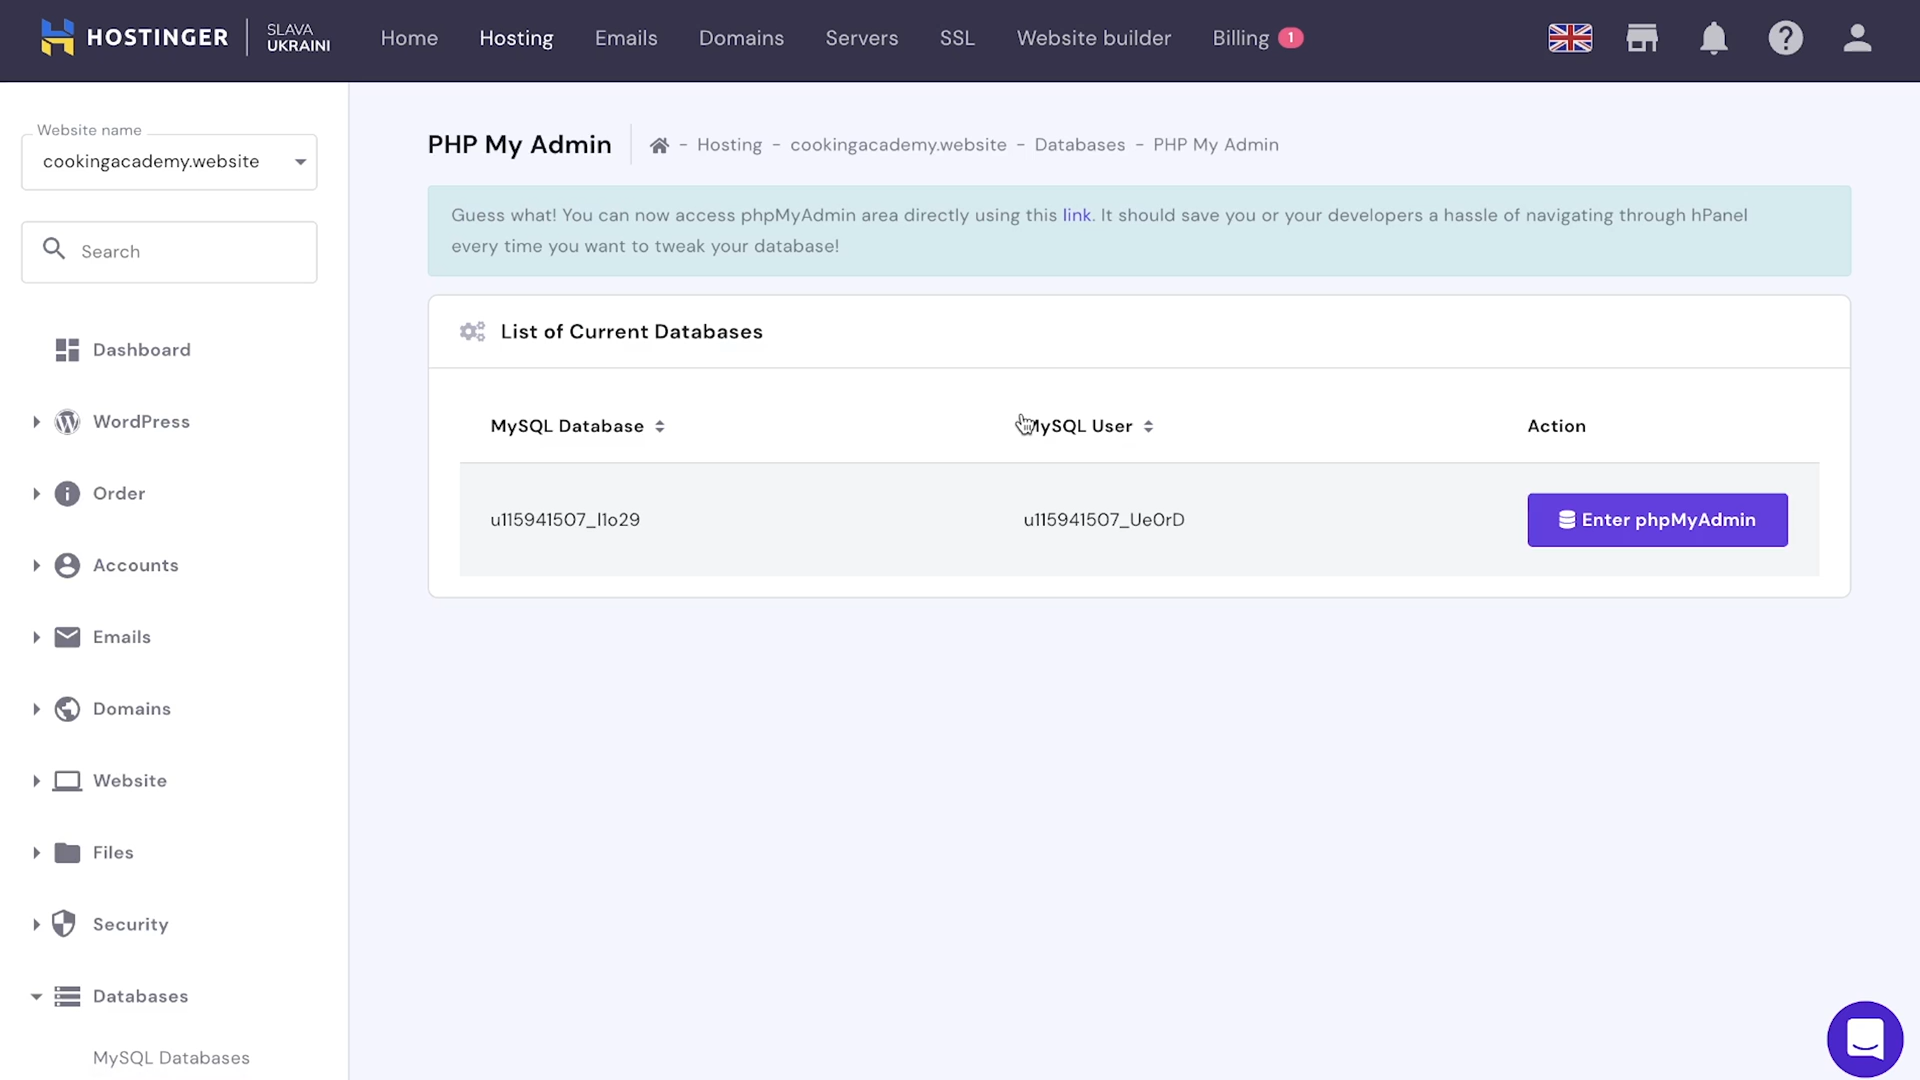 HOSTINGER
SLAVA
UKRAINI
Home
Hosting
Emails
Domains
Servers
SSL
Website builder
Billing
1
Website name
cookingacademy.website
Search
Dashboard
WordPress
Order
Accounts
Emails
Domains
Website
Files
Security
Databases
MySQL Databases
PHP My Admin
- Hosting - cookingacademy.website - Databases - PHP My Admin
Guess what! You can now access phpMyAdmin area directly using this link. It should save you or your developers a hassle of navigating through hPanel
every time you want to tweak your database!
List of Current Databases
MySQL Database
MySQL User
Action
u115941507_I1o29
u115941507_Ue0rD
Enter phpMyAdmin